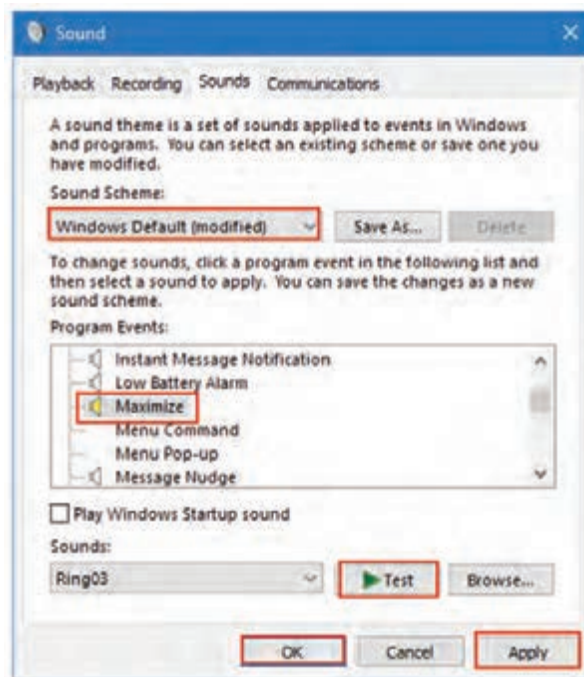 Sound
Playback Recording Sounds Communications
A sound theme is a set of sounds applied to events in Windows
and programs. You can select an existing scheme or save one you
have modified.
Sound Scheme:
Windows Default (modified) Save As... Delete
To change sounds, click a program event in the following list and
then select a sound to apply. You can save the changes as a new
sound scheme.
Program Events:
Instant Message Notification
Low Battery Alarm
Maximize
Menu Command
Menu Pop-up
Message Nudge
Play Windows Startup sound
Sounds:
Ring03 Test Browse...
OK Cancel Apply